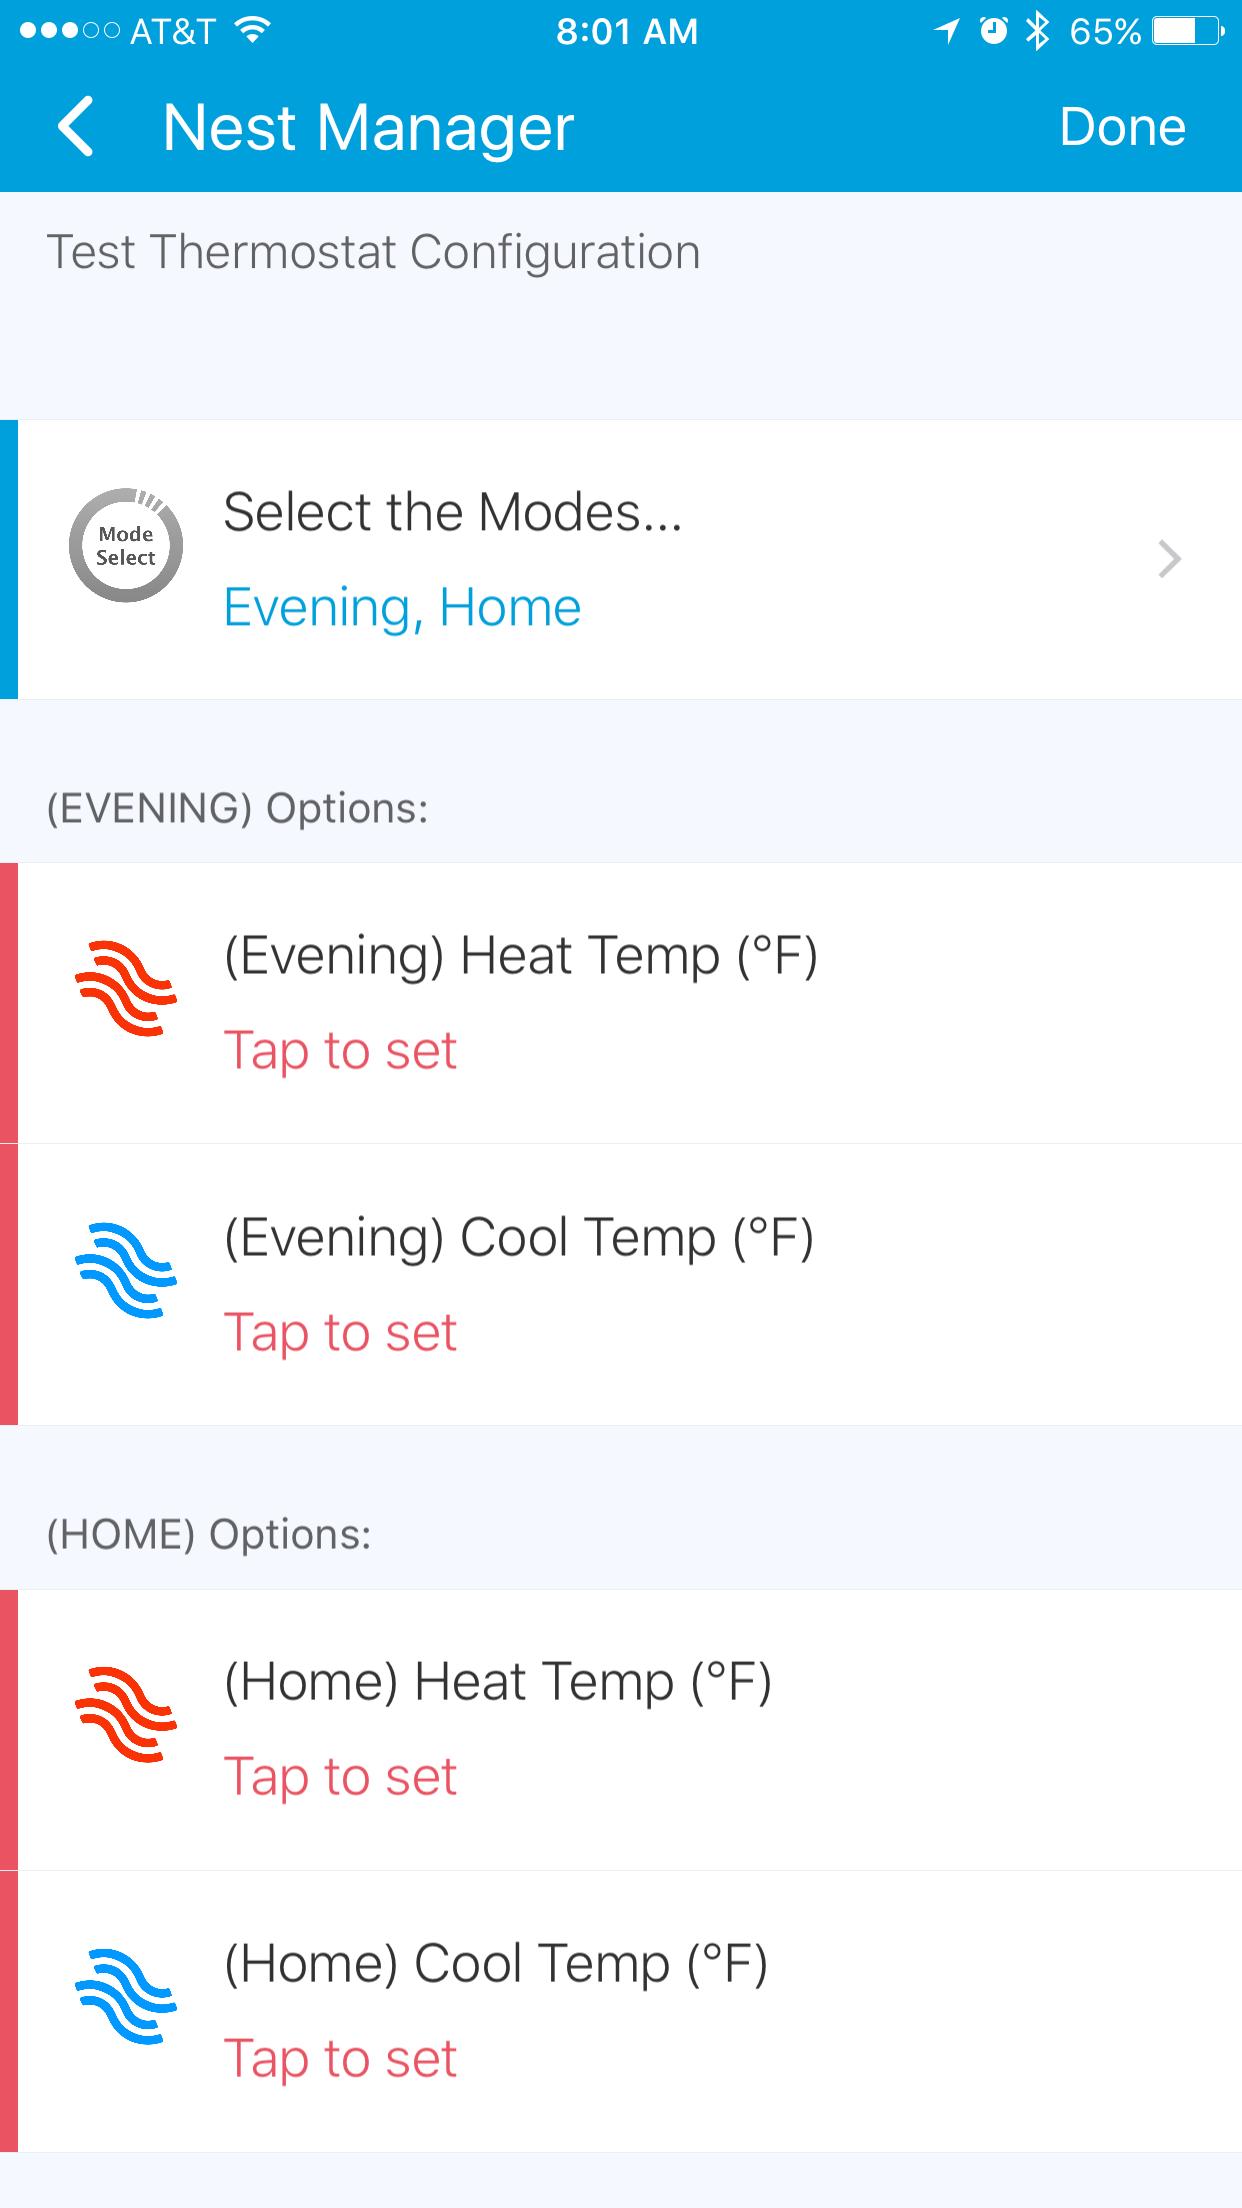 AT&T 8:01 AM 65%
Nest Manager Done
Test Thermostat Configuration
Mode
Select
Select the Modes...
Evening, Home
(EVENING) Options:
(Evening) Heat Temp (°F)
Tap to set
(Evening) Cool Temp (°F)
Tap to set
(HOME) Options:
(Home) Heat Temp (°F)
Tap to set
(Home) Cool Temp (°F)
Tap to set